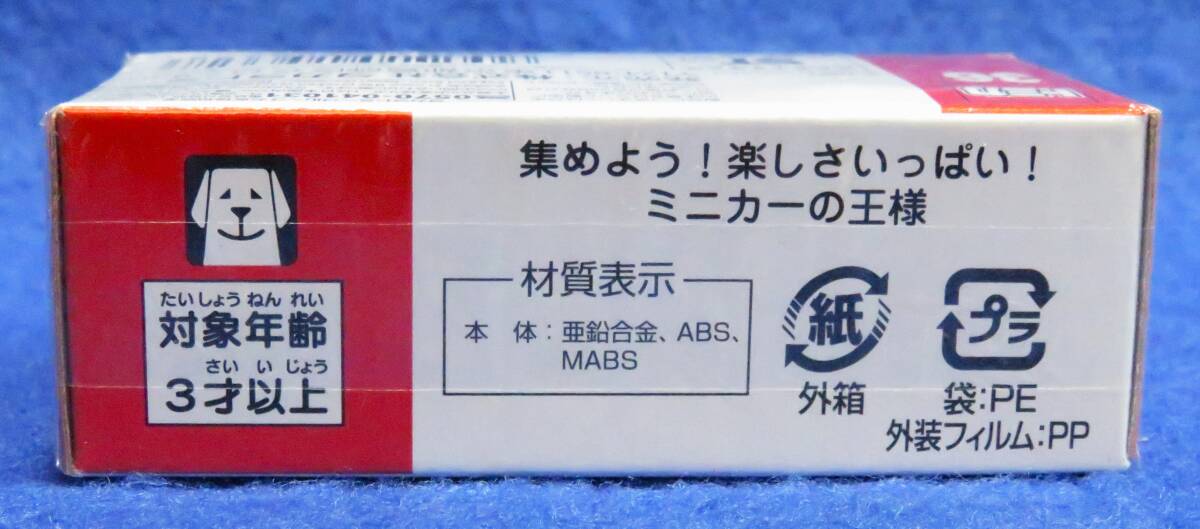 36
集めよう！楽しさいっぱい！
ミニカーの王様
たいしょうねんれい
対象年齢
さいいじょう
3才以上
材質表示
本 体：亜鉛合金、ABS、
MABS
紙
外箱
プラ
袋:PE
外装フィルム:PP